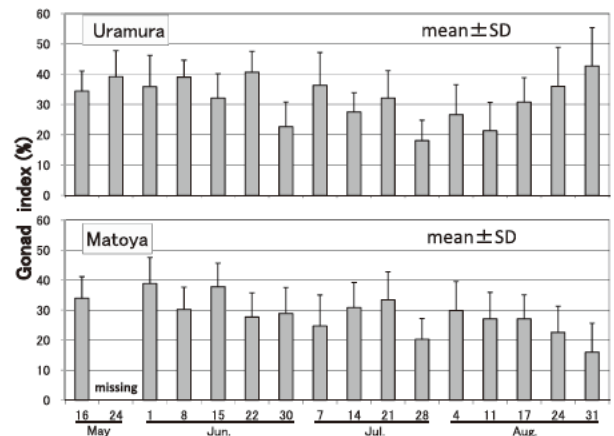 Gonad index (%)
Uramura
mean±SD
60
50
40
30
20
10
0
Matoya
mean±SD
60
50
40
30
20
10
0
missing
16 24 1 8 15 22 30 7 14 21 28 4 11 17 24 31
May Jun. Jul. Aug.